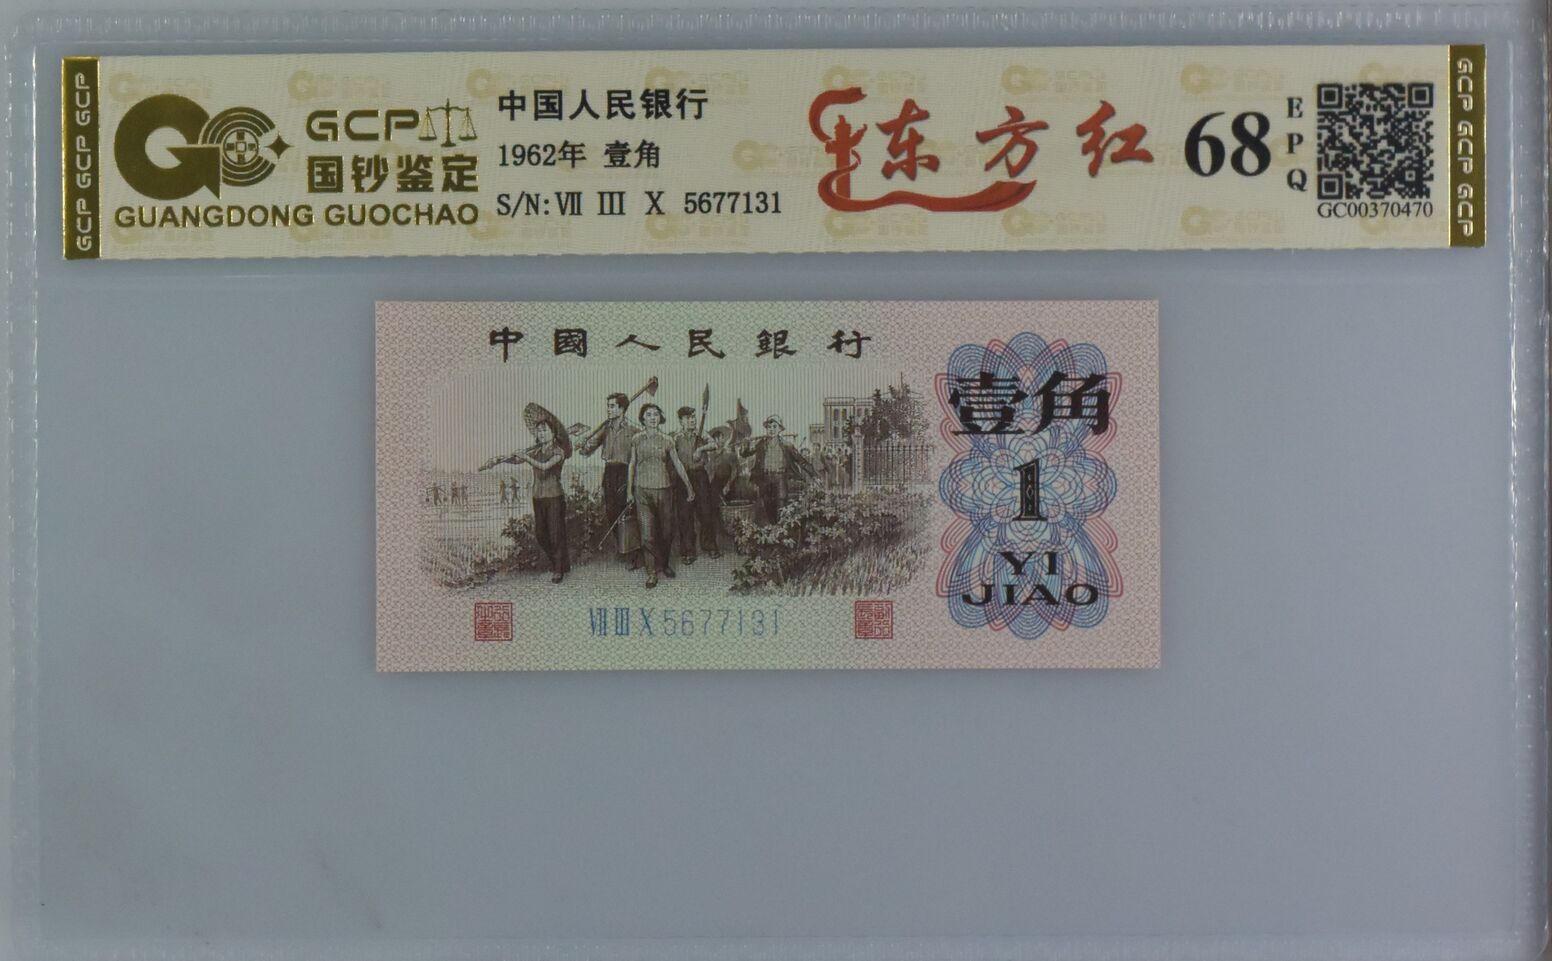 GCP GCP GCP
GCP
国钞鉴定
GUANGDONG GUOCHAO
中国人民银行
1962年 壹角
S/N: Ⅶ Ⅲ Ⅹ 5677131
东方红
68
EPQ
GC00370470
GCP GCP GCP
中國人民銀行
壹角
1
YI
JIAO
Ⅶ Ⅲ Ⅹ 5677131